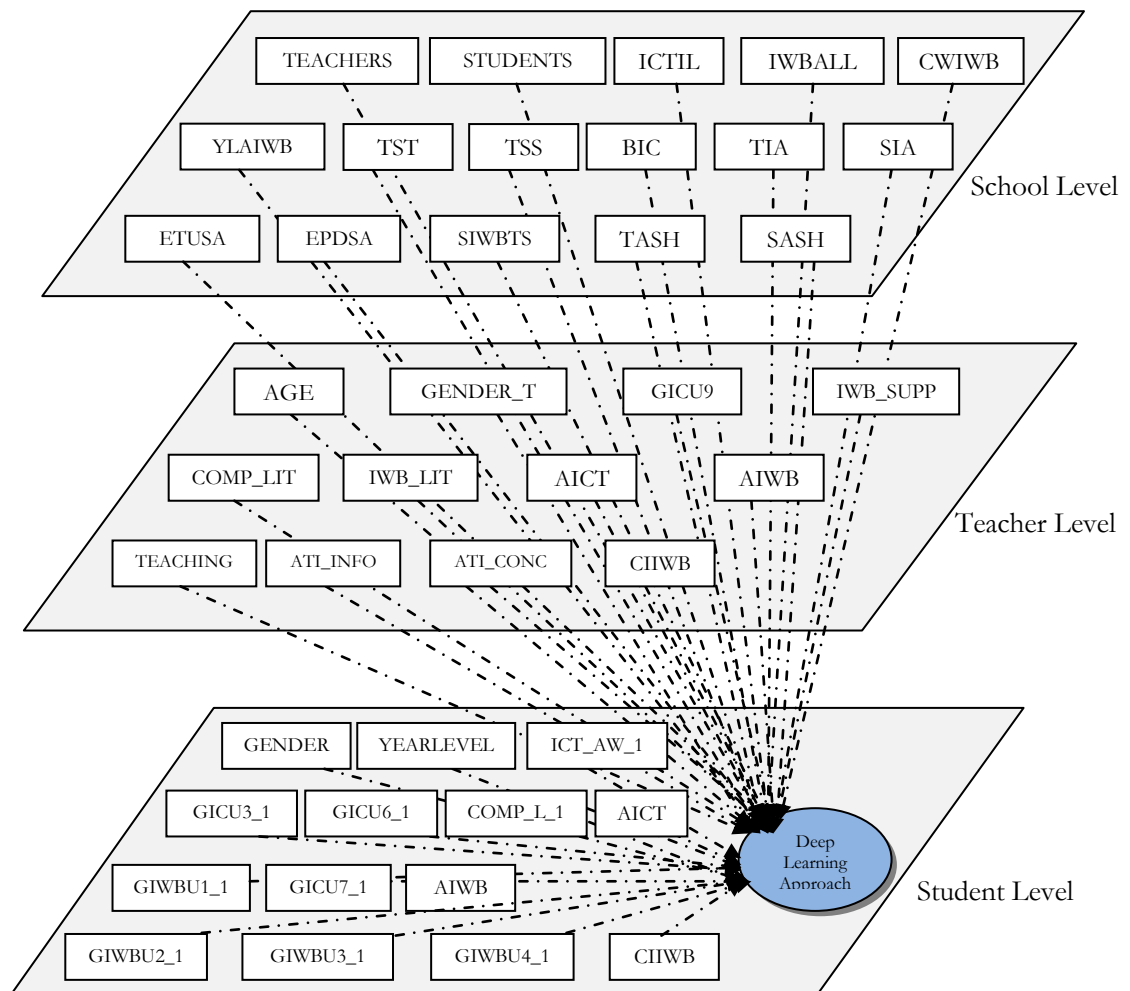 TEACHERS
STUDENTS
ICTIL
IWBALL
CWIWB
YLAIWB
TST
TSS
BIC
TIA
SIA
School Level
ETUSA
EPDSA
SIWBTS
TASH
SASH
AGE
GENDER_T
GICU9
IWB_SUPP
COMP_LIT
IWB_LIT
AICT
AIWB
Teacher Level
TEACHING
ATI_INFO
ATI_CONC
CIIWB
GENDER
YEARLEVEL
ICT_AW_1
GICU3_1
GICU6_1
COMP_L_1
AICT
Deep
Learning
Approach
GIWBU1_1
GICU7_1
AIWB
Student Level
GIWBU2_1
GIWBU3_1
GIWBU4_1
CIIWB